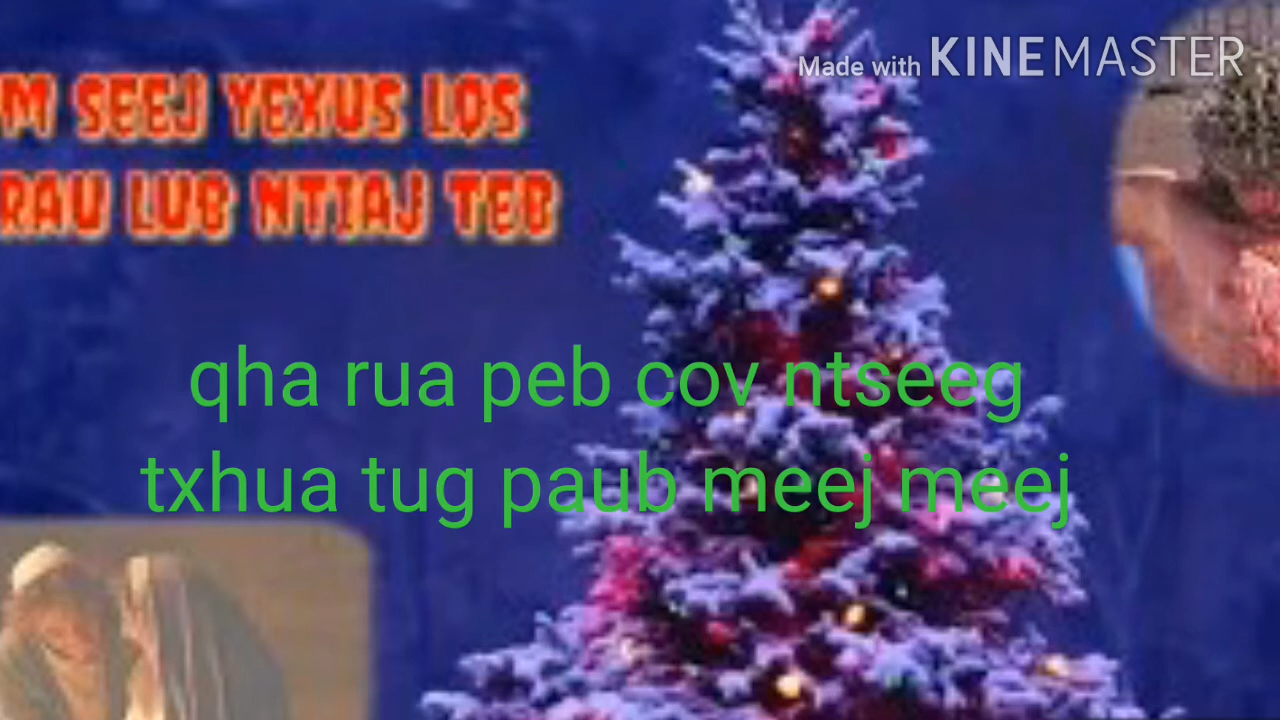 Made with KINEMASTER
M SEEJ YEXUS LOS
RAU LUB NTIAJ TEB
qha rua peb cov ntseeg
txhua tug paub meej meej